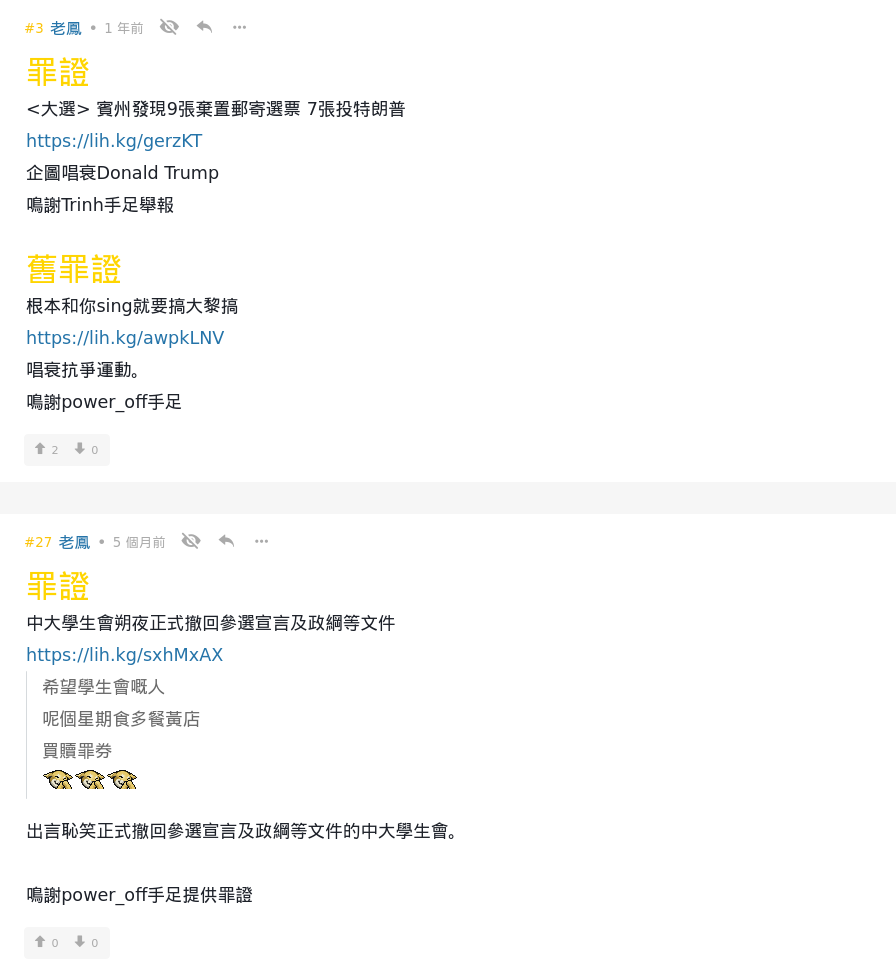 #3 老鳳 • 1 年前
罪證
<大選> 賓州發現9張棄置郵寄選票 7張投特朗普
https://lih.kg/gerzKT
企圖唱衰Donald Trump
鳴謝Trinh手足舉報
舊罪證
根本和你sing就要搞大黎搞
https://lih.kg/awpkLNV
唱衰抗爭運動。
鳴謝power_off手足
2 0
#27 老鳳 • 5 個月前
罪證
中大學生會朔夜正式撤回參選宣言及政綱等文件
https://lih.kg/sxhMxAX
希望學生會嘅人
呢個星期食多餐黃店
買贖罪券
出言恥笑正式撤回參選宣言及政綱等文件的中大學生會。
鳴謝power_off手足提供罪證
0 0